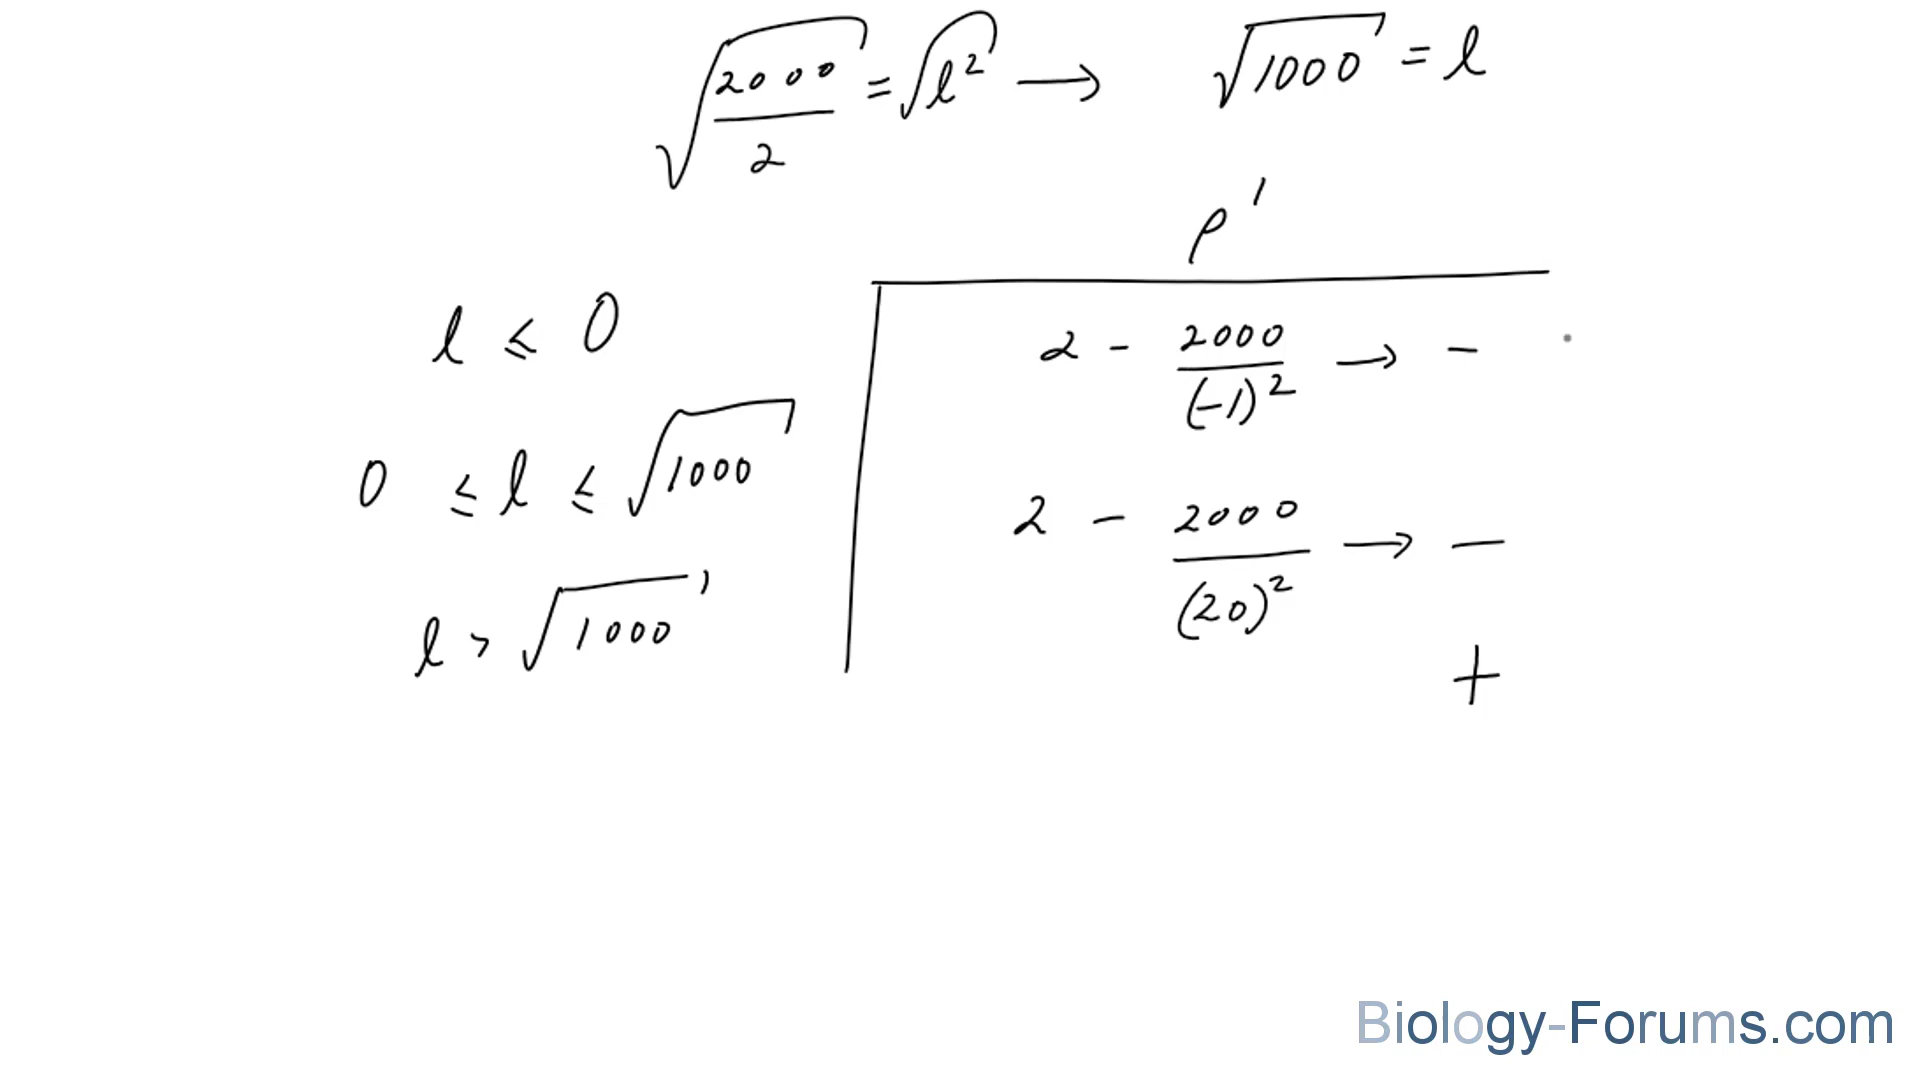 √(2000/2) = √(l²) → √1000 = l
P'
l ≤ 0    2 - 2000/(-1)² → -
0 ≤ l ≤ √1000    2 - 2000/(20)² → -
l > √1000    +
Biology-Forums.com